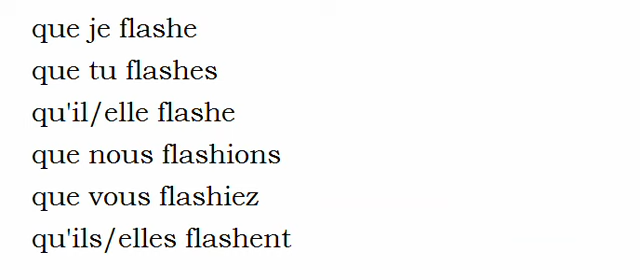 que je flashe
que tu flashes
qu'il/elle flashe
que nous flashions
que vous flashiez
qu'ils/elles flashent